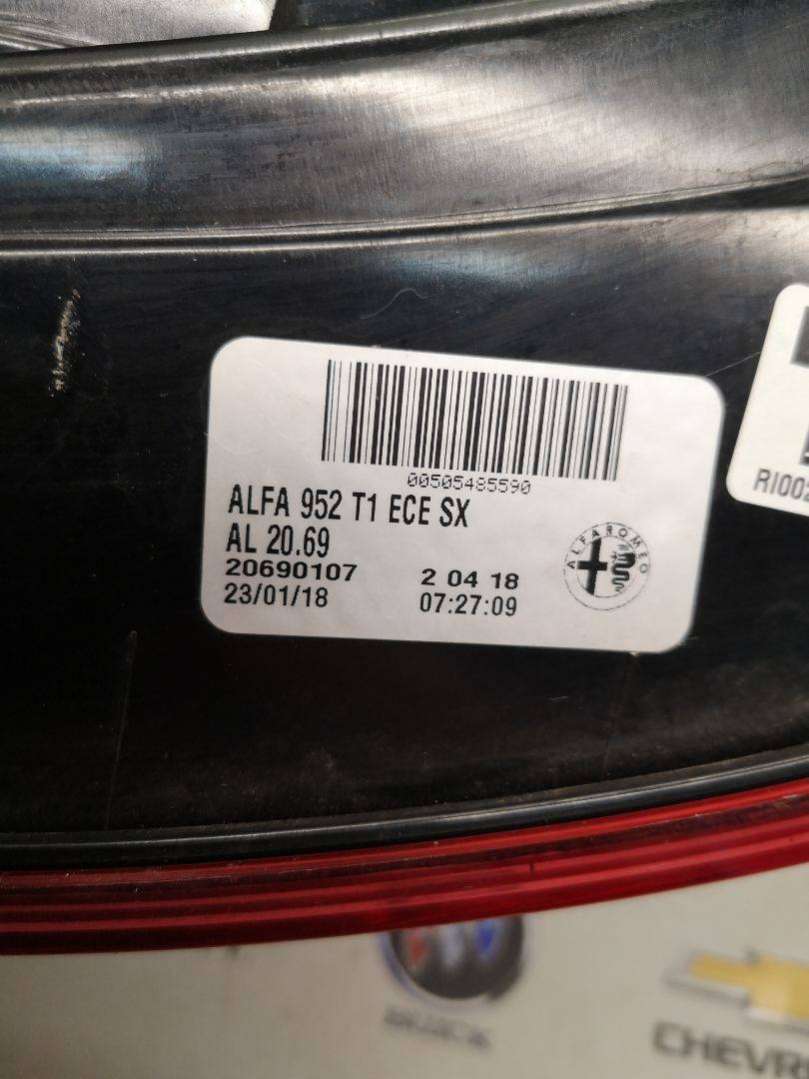 00505485590
ALFA 952 T1 ECE SX
AL 20.69
20690107 2 04 18
23/01/18 07:27:09
ALFA ROMEO
RI002
BUICK
CHEVR